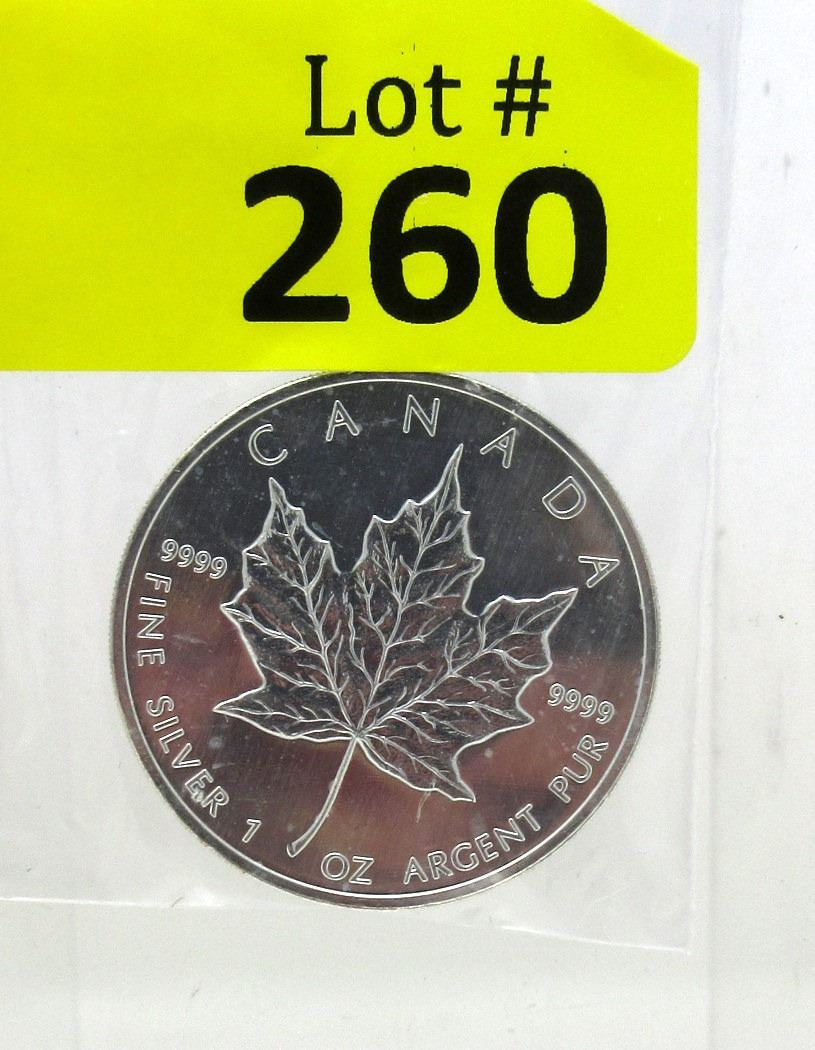 Lot #
260
CANADA
9999
FINE SILVER 1 OZ ARGENT PUR
9999